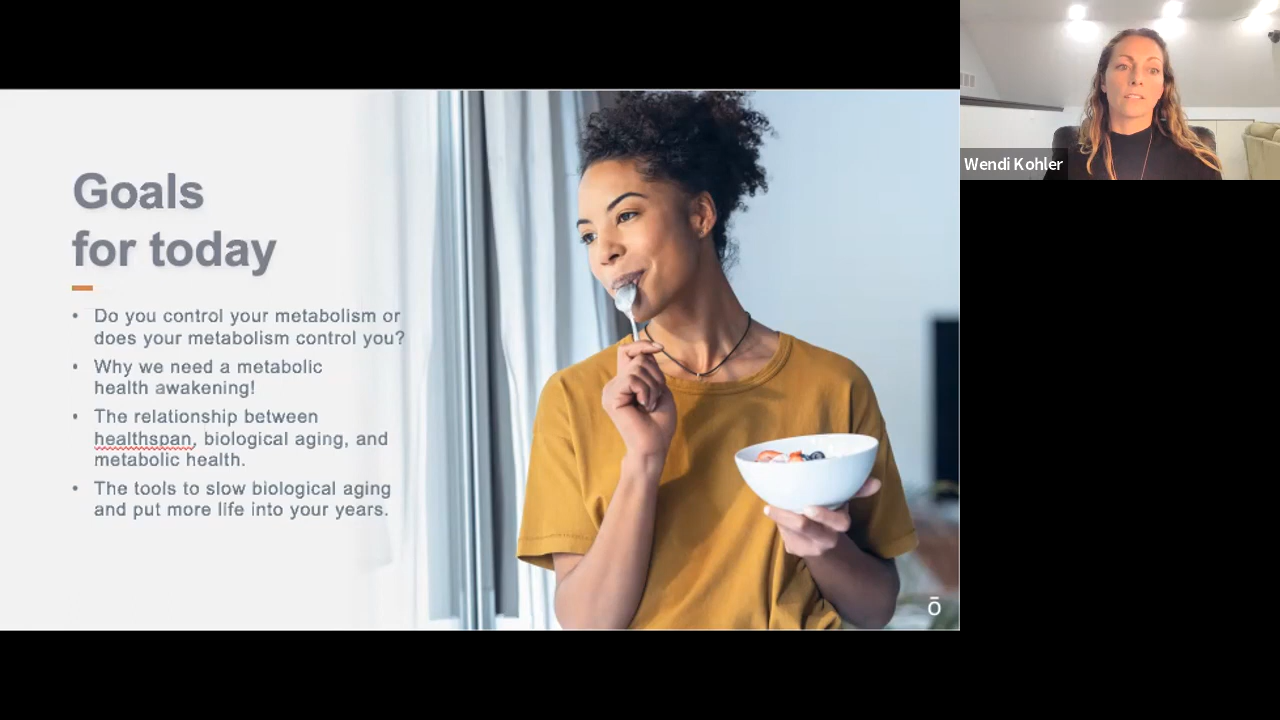 Goals
for today
• Do you control your metabolism or
does your metabolism control you?
• Why we need a metabolic
health awakening!
• The relationship between
healthspan, biological aging, and
metabolic health.
• The tools to slow biological aging
and put more life into your years.
ō
Wendi Kohler